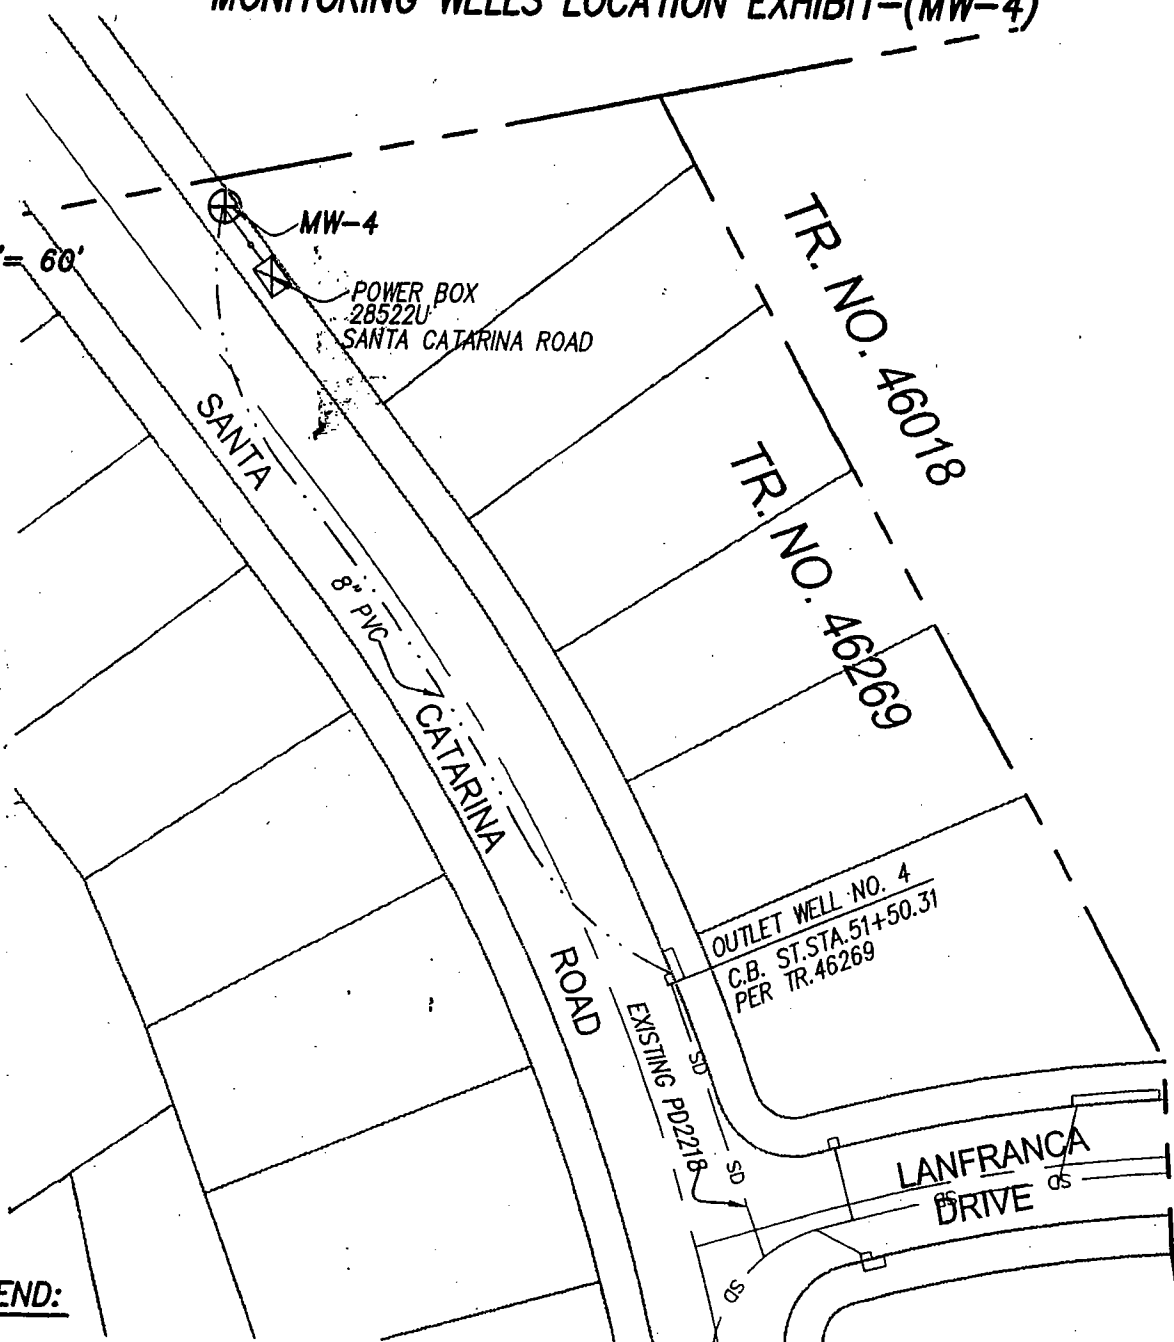 MONITORING WELLS LOCATION EXHIBIT-(MW-4)
= 60'
MW-4
POWER BOX
28522U
SANTA CATARINA ROAD
TR. NO. 46018
TR. NO. 46269
SANTA
8" PVC
CATARINA
ROAD
OUTLET WELL NO. 4
C.B. ST.STA.51+50.31
PER TR.46269
EXISTING PD2218
SD
SD
LANFRANCA
DRIVE
SD
SD
SD
END: